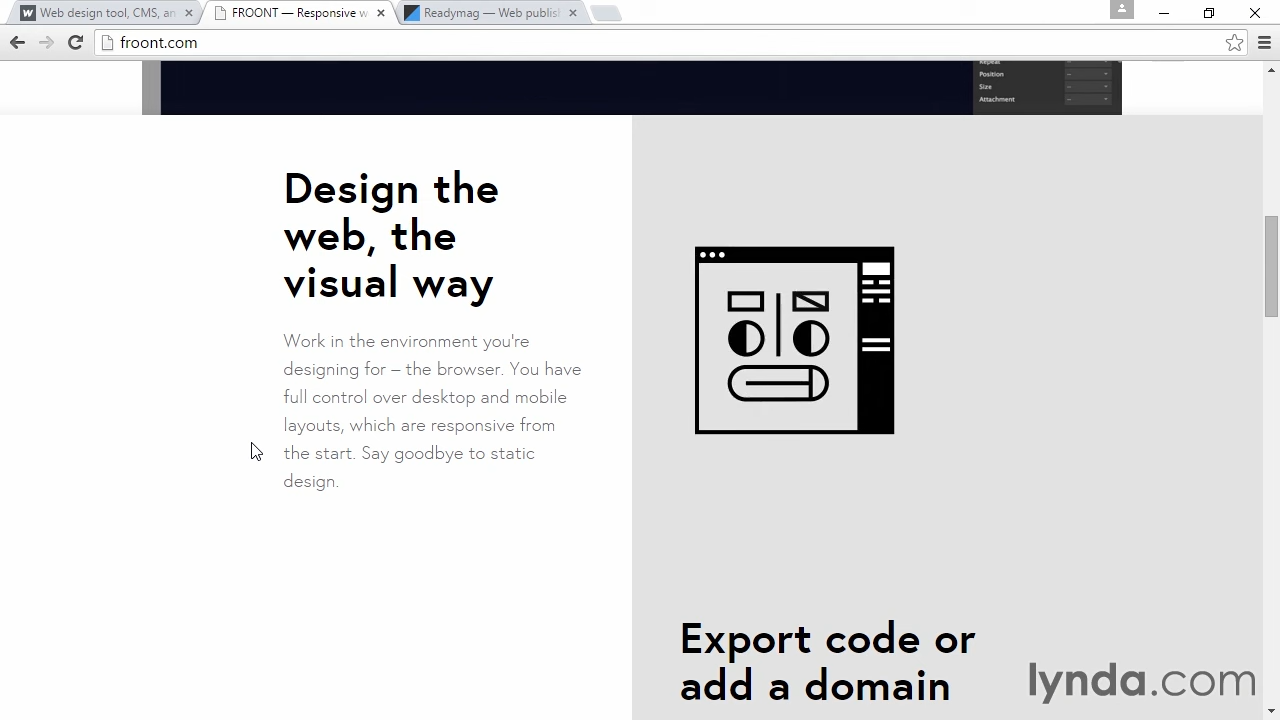 Web design tool, CMS, an
FROONT — Responsive w
Readymag — Web publis
froont.com
Repeat
Position
Size
Attachment
Design the
web, the
visual way
Work in the environment you're
designing for – the browser. You have
full control over desktop and mobile
layouts, which are responsive from
the start. Say goodbye to static
design.
Export code or
add a domain
lynda.com